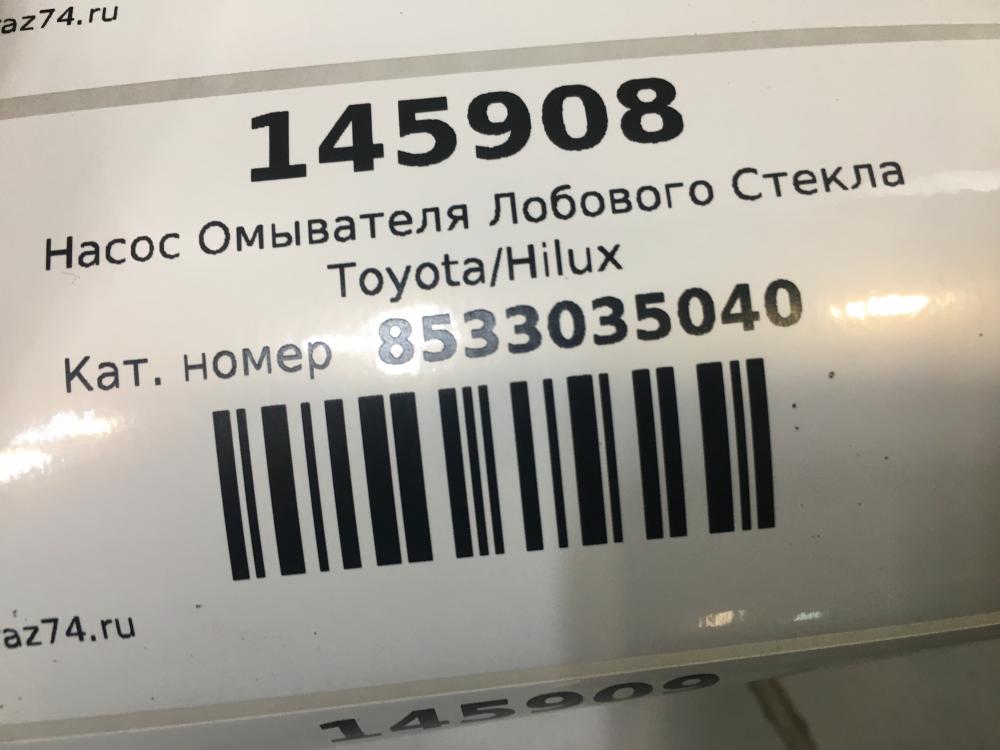 az74.ru
145908
Насос Омывателя Лобового Стекла
Toyota/Hilux
Кат. номер 8533035040
az74.ru
145909